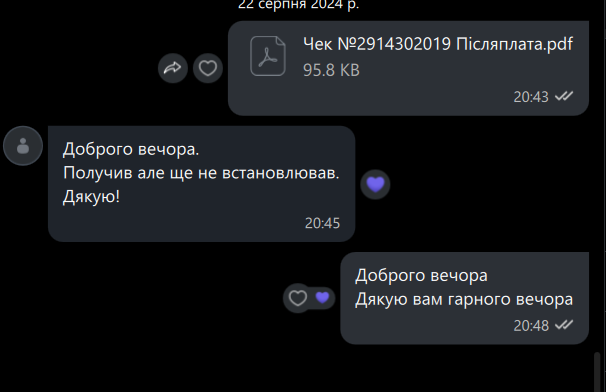 22 серпня 2024 р.
Чек №2914302019 Післяплата.pdf
95.8 KB
20:43
Доброго вечора.
Получив але ще не встановлював.
Дякую!
20:45
Доброго вечора
Дякую вам гарного вечора
20:48